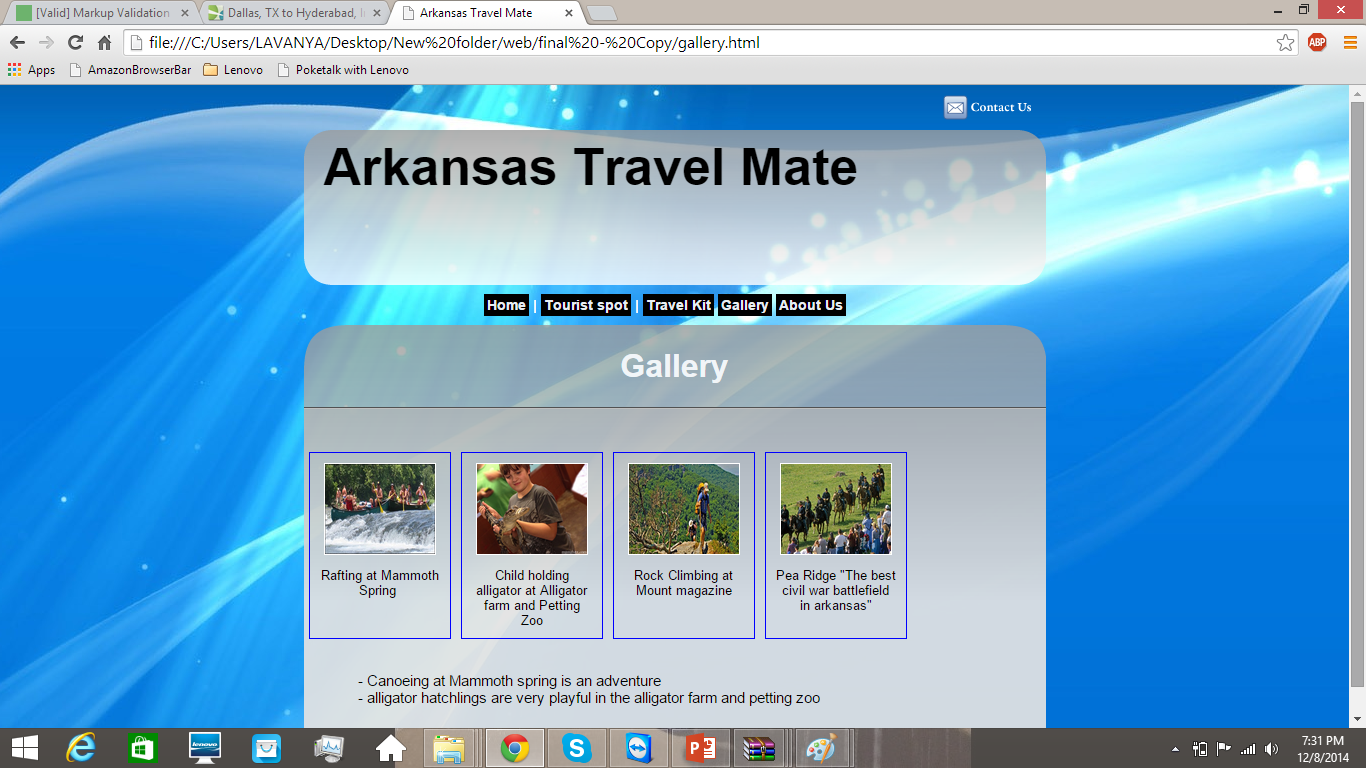 [Valid] Markup Validation
Dallas, TX to Hyderabad, I
Arkansas Travel Mate
file:///C:/Users/LAVANYA/Desktop/New%20folder/web/final%20-%20Copy/gallery.html
ABP
Apps
AmazonBrowserBar
Lenovo
Poketalk with Lenovo
Contact Us
Arkansas Travel Mate
Home | Tourist spot | Travel Kit Gallery About Us
Gallery
Rafting at Mammoth
Spring
Child holding
alligator at Alligator
farm and Petting
Zoo
Rock Climbing at
Mount magazine
Pea Ridge "The best
civil war battlefield
in arkansas"
- Canoeing at Mammoth spring is an adventure
- alligator hatchlings are very playful in the alligator farm and petting zoo
lenovo
7:31 PM
12/8/2014